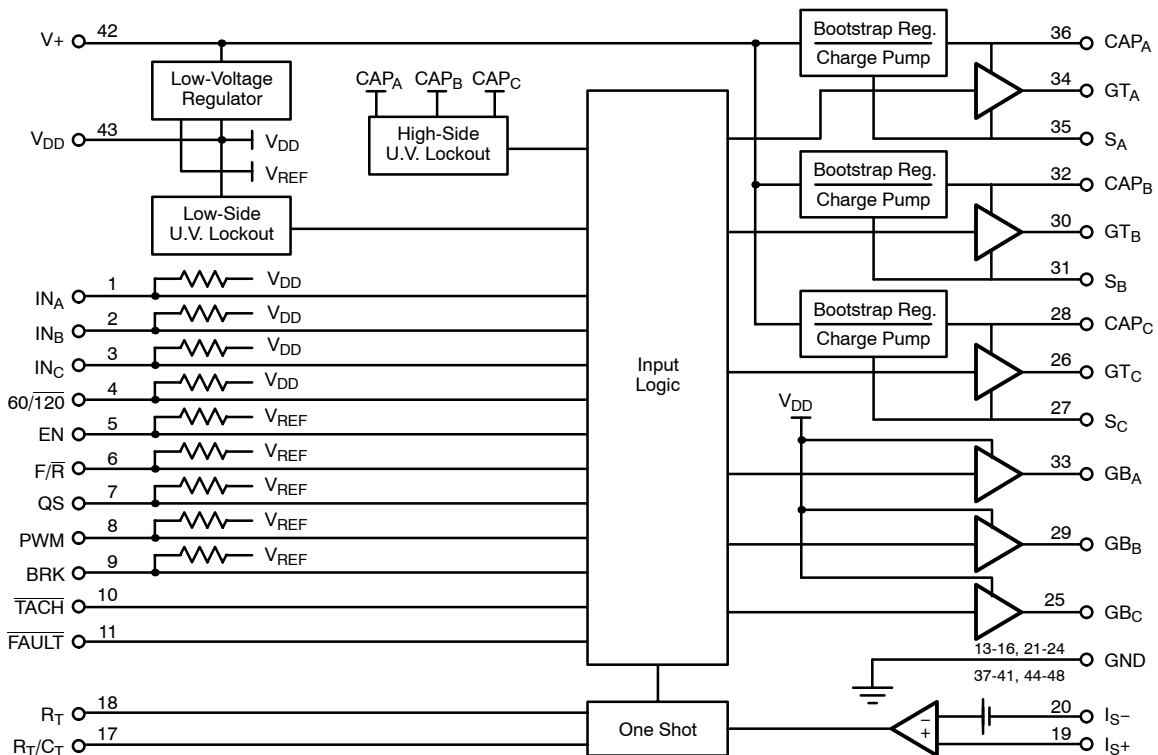 V+ 42
Low-Voltage
Regulator
VDD 43
VDD
VREF
Low-Side
U.V. Lockout
CAPA CAPB CAPC
High-Side
U.V. Lockout
INA 1 VDD
INB 2 VDD
INC 3 VDD
60/1̅2̅0̅ 4 VDD
EN 5 VREF
F/R̅ 6 VREF
QS 7 VREF
PWM 8 VREF
BRK 9 VREF
T̅A̅C̅H̅ 10
F̅A̅U̅L̅T̅ 11
RT 18
RT/CT 17
Input
Logic
One Shot
Bootstrap Reg.
Charge Pump
36 CAPA
34 GTA
35 SA
Bootstrap Reg.
Charge Pump
32 CAPB
30 GTB
31 SB
Bootstrap Reg.
Charge Pump
28 CAPC
26 GTC
27 SC
VDD
33 GBA
29 GBB
25 GBC
13-16, 21-24
GND
37-41, 44-48
− 20 IS−
+ 19 IS+